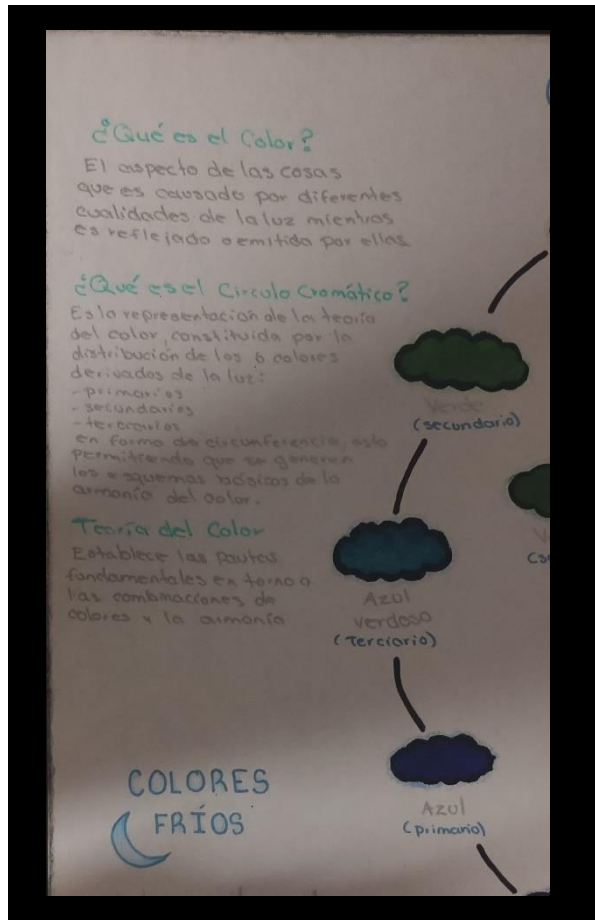 ¿Qué es el Color?
El aspecto de las cosas
que es causado por diferentes
cualidades de la luz mientras
es reflejado o emitida por ellas
¿Qué es el Circulo Cromático?
Es la representación de la teoría
del color, constituida por la
distribución de los 6 colores
derivados de la luz:
-primarios
-secundarios
-terciarios
en forma de circunferencia, esto
permitiendo que se generen
los esquemas básicos de la
armonía del color.
Teoría del Color
Establece las pautas
fundamentales en torno a
las combinaciones de
colores y la armonía
Verde
(secundario)
Azul
verdoso
(Terciario)
Azul
(primario)
COLORES
FRÍOS